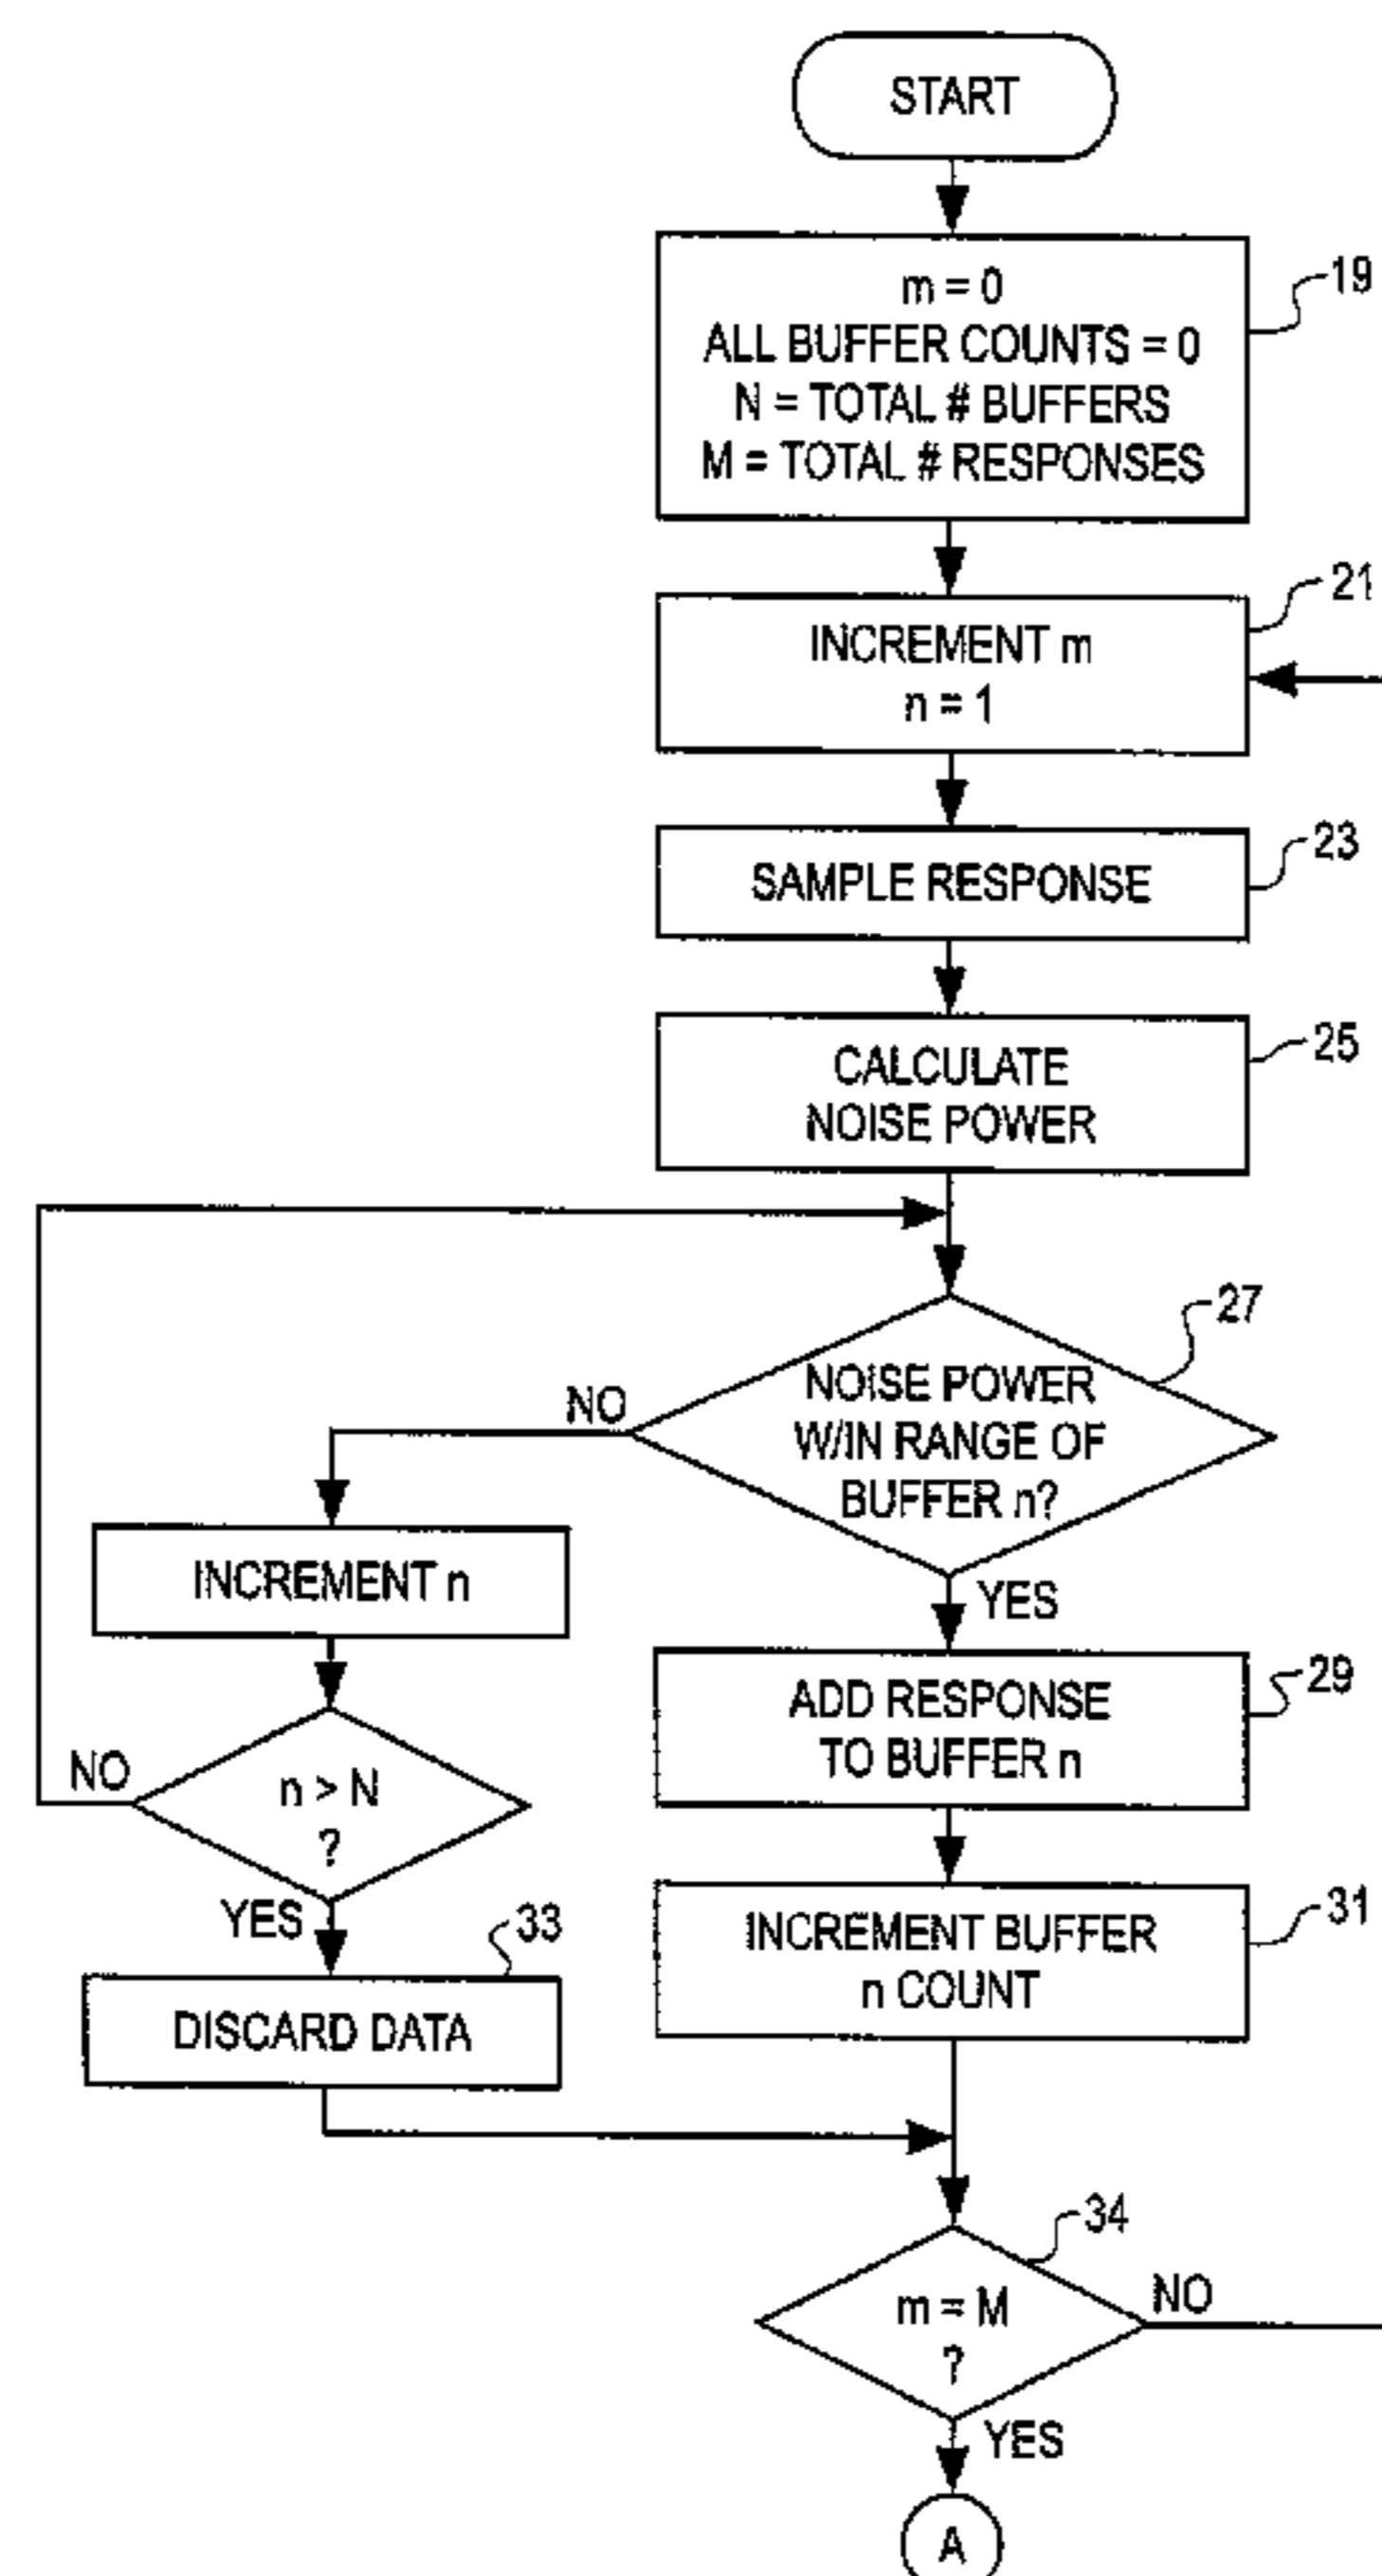 START
m = 0
ALL BUFFER COUNTS = 0
N = TOTAL # BUFFERS
M = TOTAL # RESPONSES
19
INCREMENT m
n = 1
21
SAMPLE RESPONSE
23
CALCULATE
NOISE POWER
25
NOISE POWER
W/IN RANGE OF
BUFFER n?
27
NO
YES
INCREMENT n
n > N
?
NO
YES
ADD RESPONSE
TO BUFFER n
29
INCREMENT BUFFER
n COUNT
31
DISCARD DATA
33
m = M
?
34
NO
YES
A